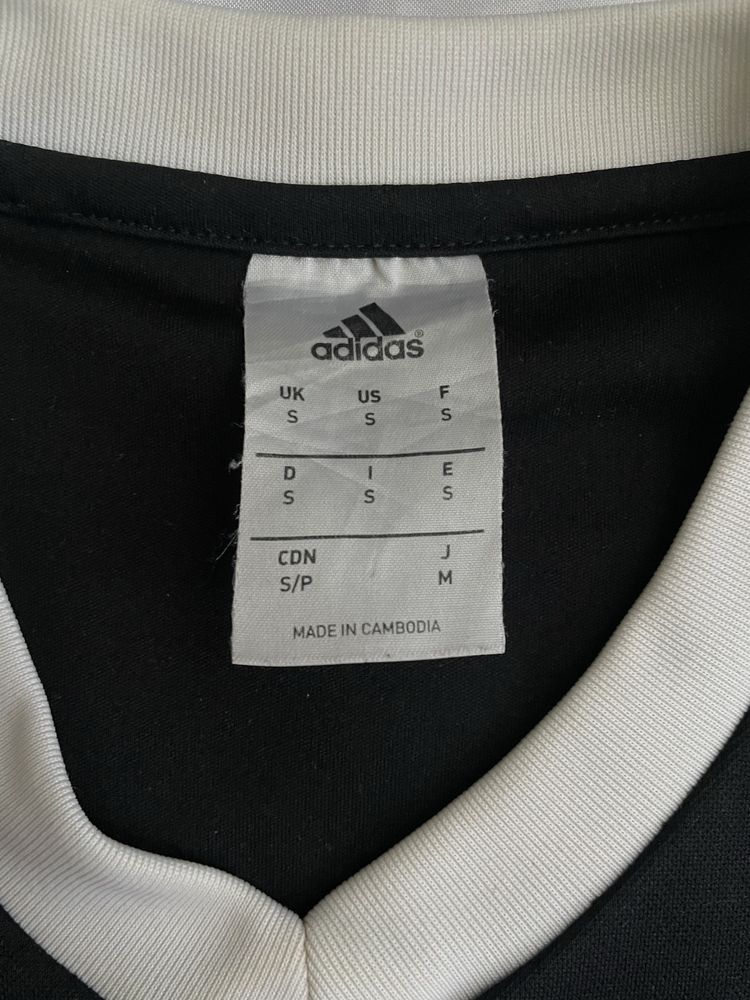 adidas®
UK US F
S S S
D I E
S S S
CDN J
S/P M
MADE IN CAMBODIA